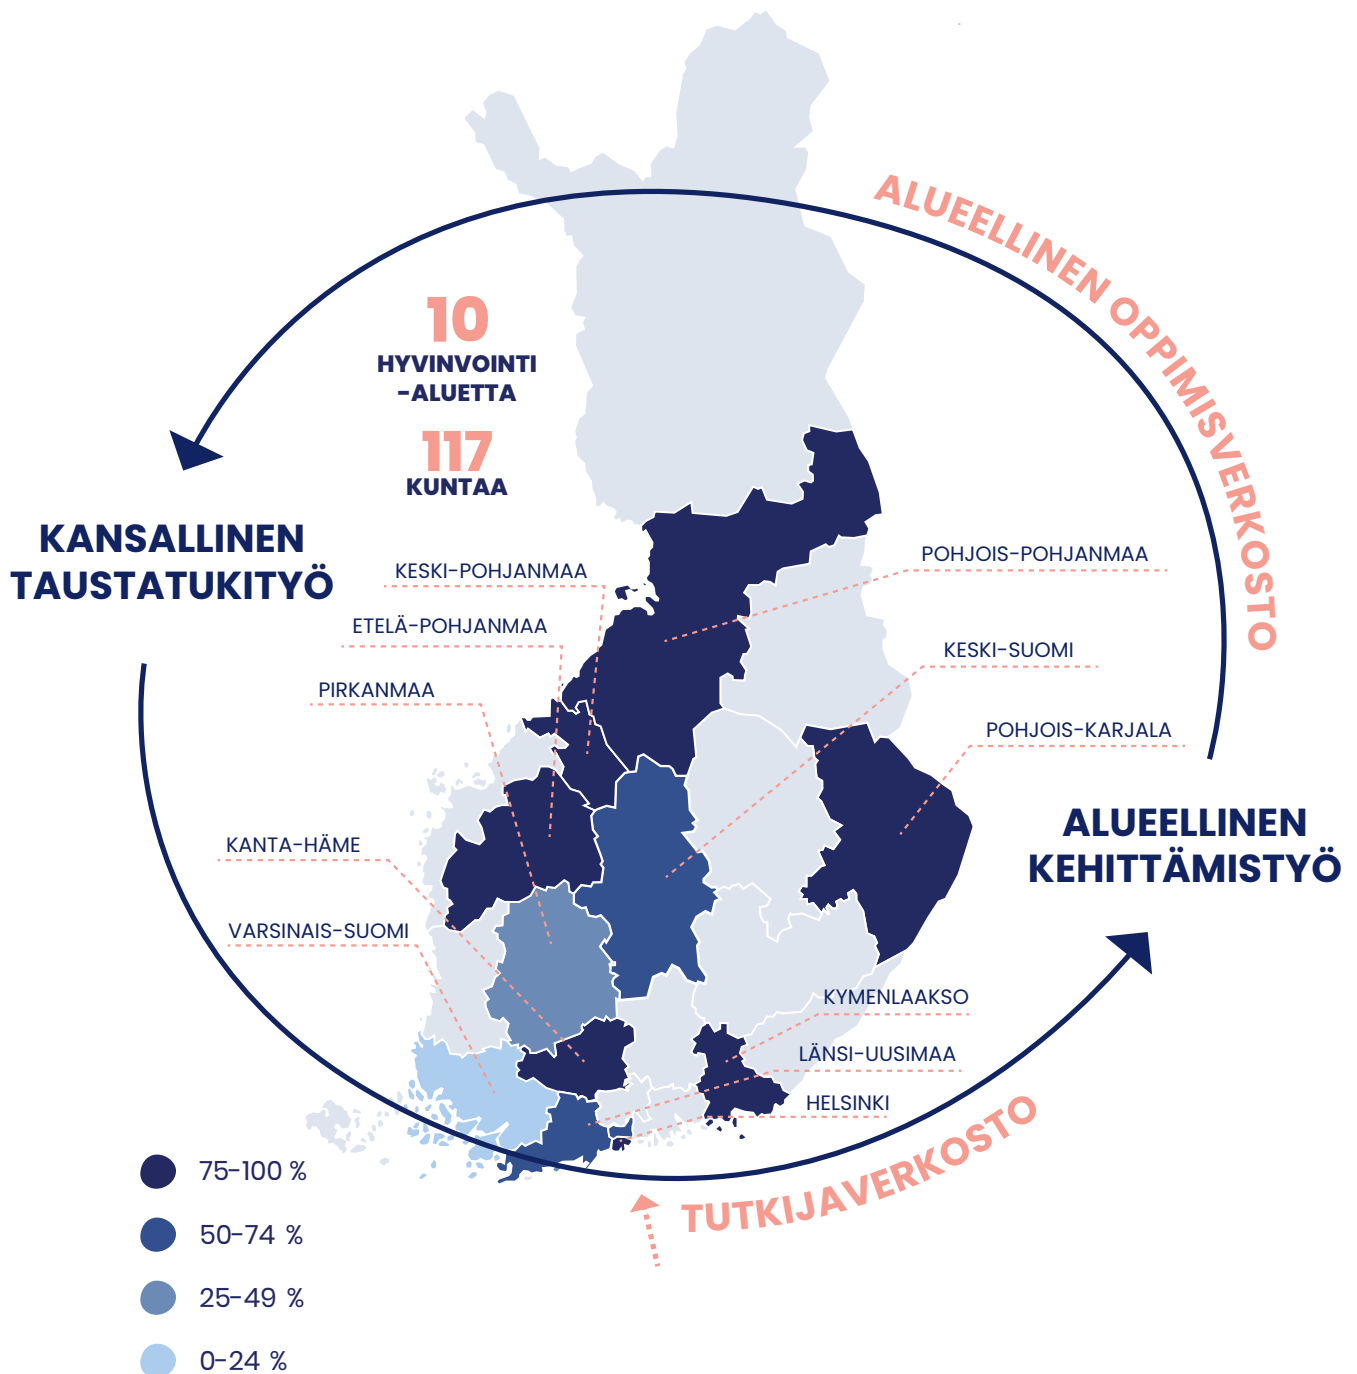 ALUEELLINEN OPPIMISVERKOSTO
10
HYVINVOINTI
-ALUETTA
117
KUNTAA
KANSALLINEN
TAUSTATUKITYÖ
KESKI-POHJANMAA
ETELÄ-POHJANMAA
PIRKANMAA
KANTA-HÄME
VARSINAIS-SUOMI
POHJOIS-POHJANMAA
KESKI-SUOMI
POHJOIS-KARJALA
ALUEELLINEN
KEHITTÄMISTYÖ
KYMENLAAKSO
LÄNSI-UUSIMAA
HELSINKI
TUTKIJAVERKOSTO
75-100 %
50-74 %
25-49 %
0-24 %